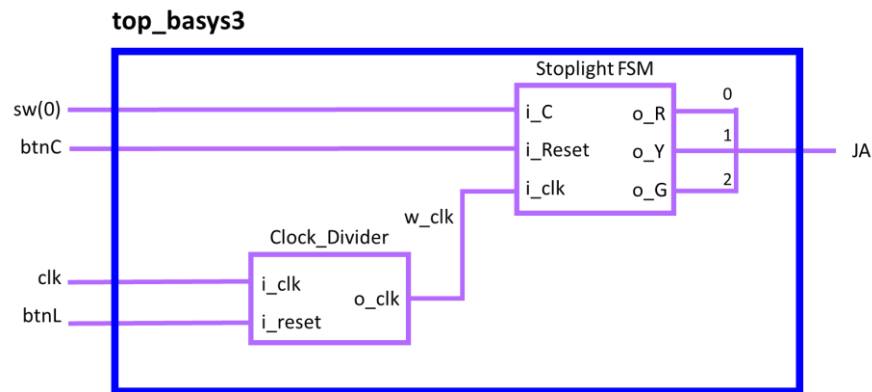 top_basys3
Stoplight FSM
0
sw(0)
i_C
o_R
1
btnC
i_Reset
o_Y
JA
2
i_clk
o_G
w_clk
Clock_Divider
clk
i_clk
o_clk
btnL
i_reset